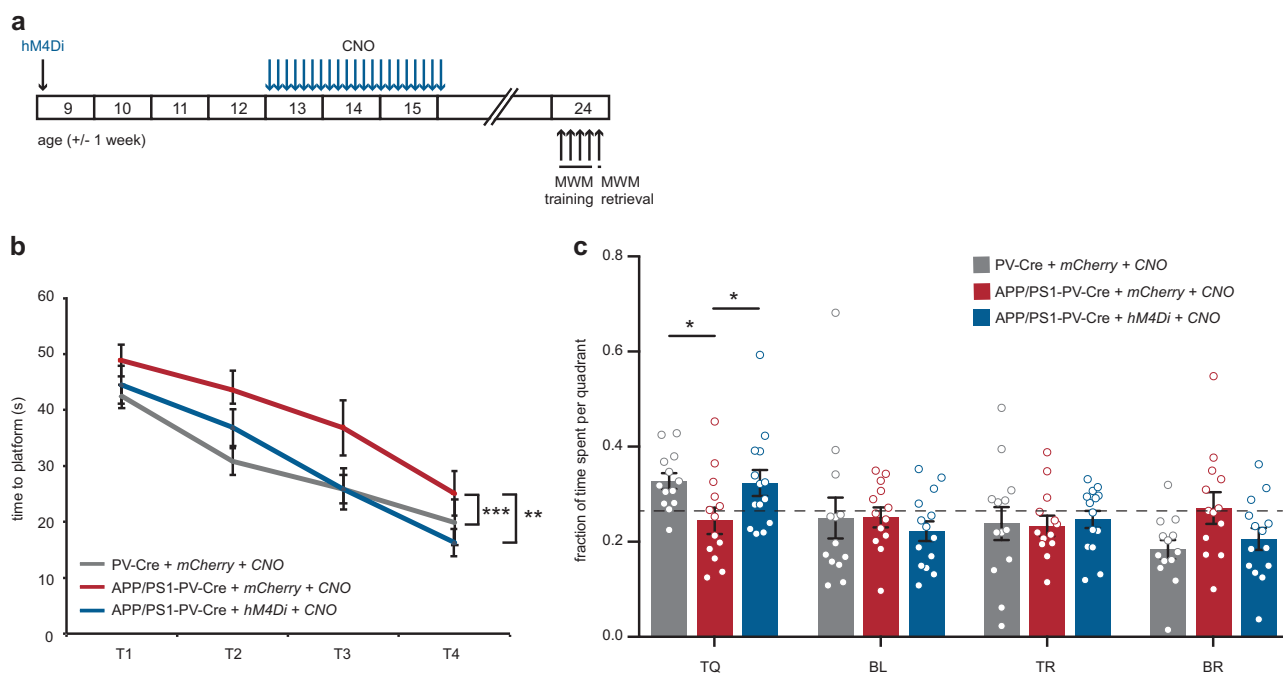 a
hM4Di
CNO
9 10 11 12 13 14 15 24
age (+/- 1 week)
MWM training
MWM retrieval
b
time to platform (s)
60
50
40
30
20
10
0
*** **
PV-Cre + mCherry + CNO
APP/PS1-PV-Cre + mCherry + CNO
APP/PS1-PV-Cre + hM4Di + CNO
T1 T2 T3 T4
c
fraction of time spent per quadrant
0.8
0.6
0.4
0.2
0.0
PV-Cre + mCherry + CNO
APP/PS1-PV-Cre + mCherry + CNO
APP/PS1-PV-Cre + hM4Di + CNO
* *
TQ BL TR BR